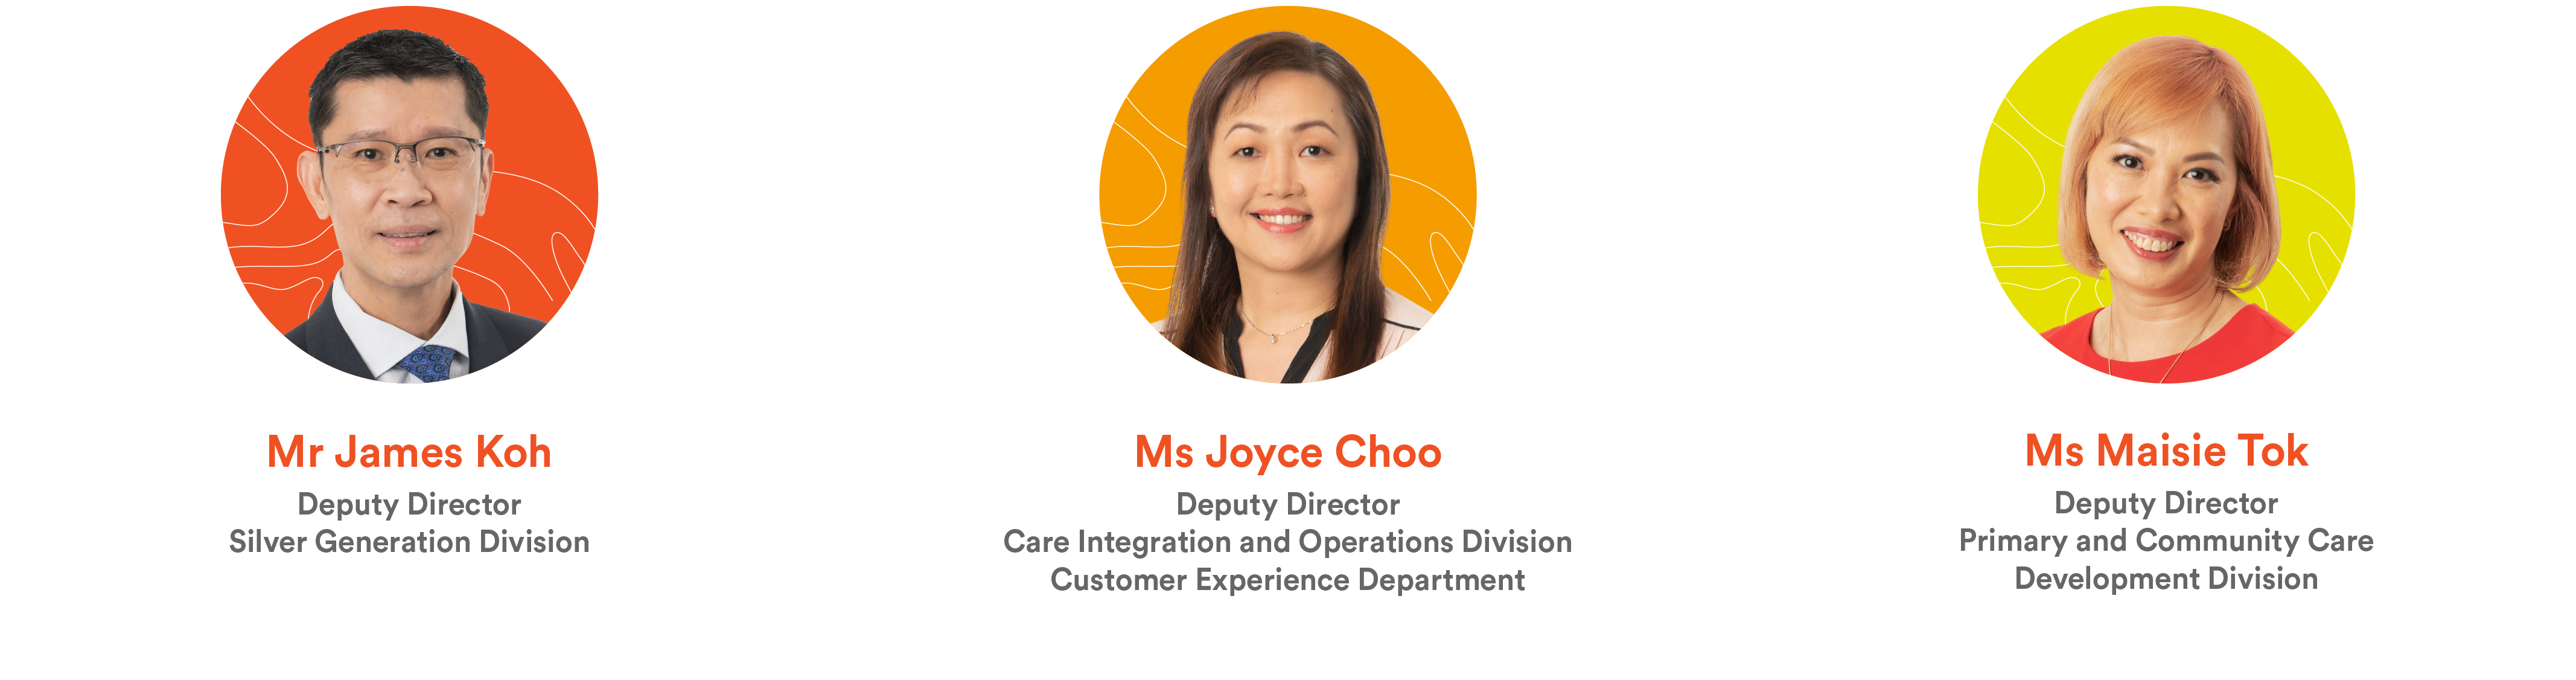 Mr James Koh
Deputy Director
Silver Generation Division
Ms Joyce Choo
Deputy Director
Care Integration and Operations Division
Customer Experience Department
Ms Maisie Tok
Deputy Director
Primary and Community Care
Development Division